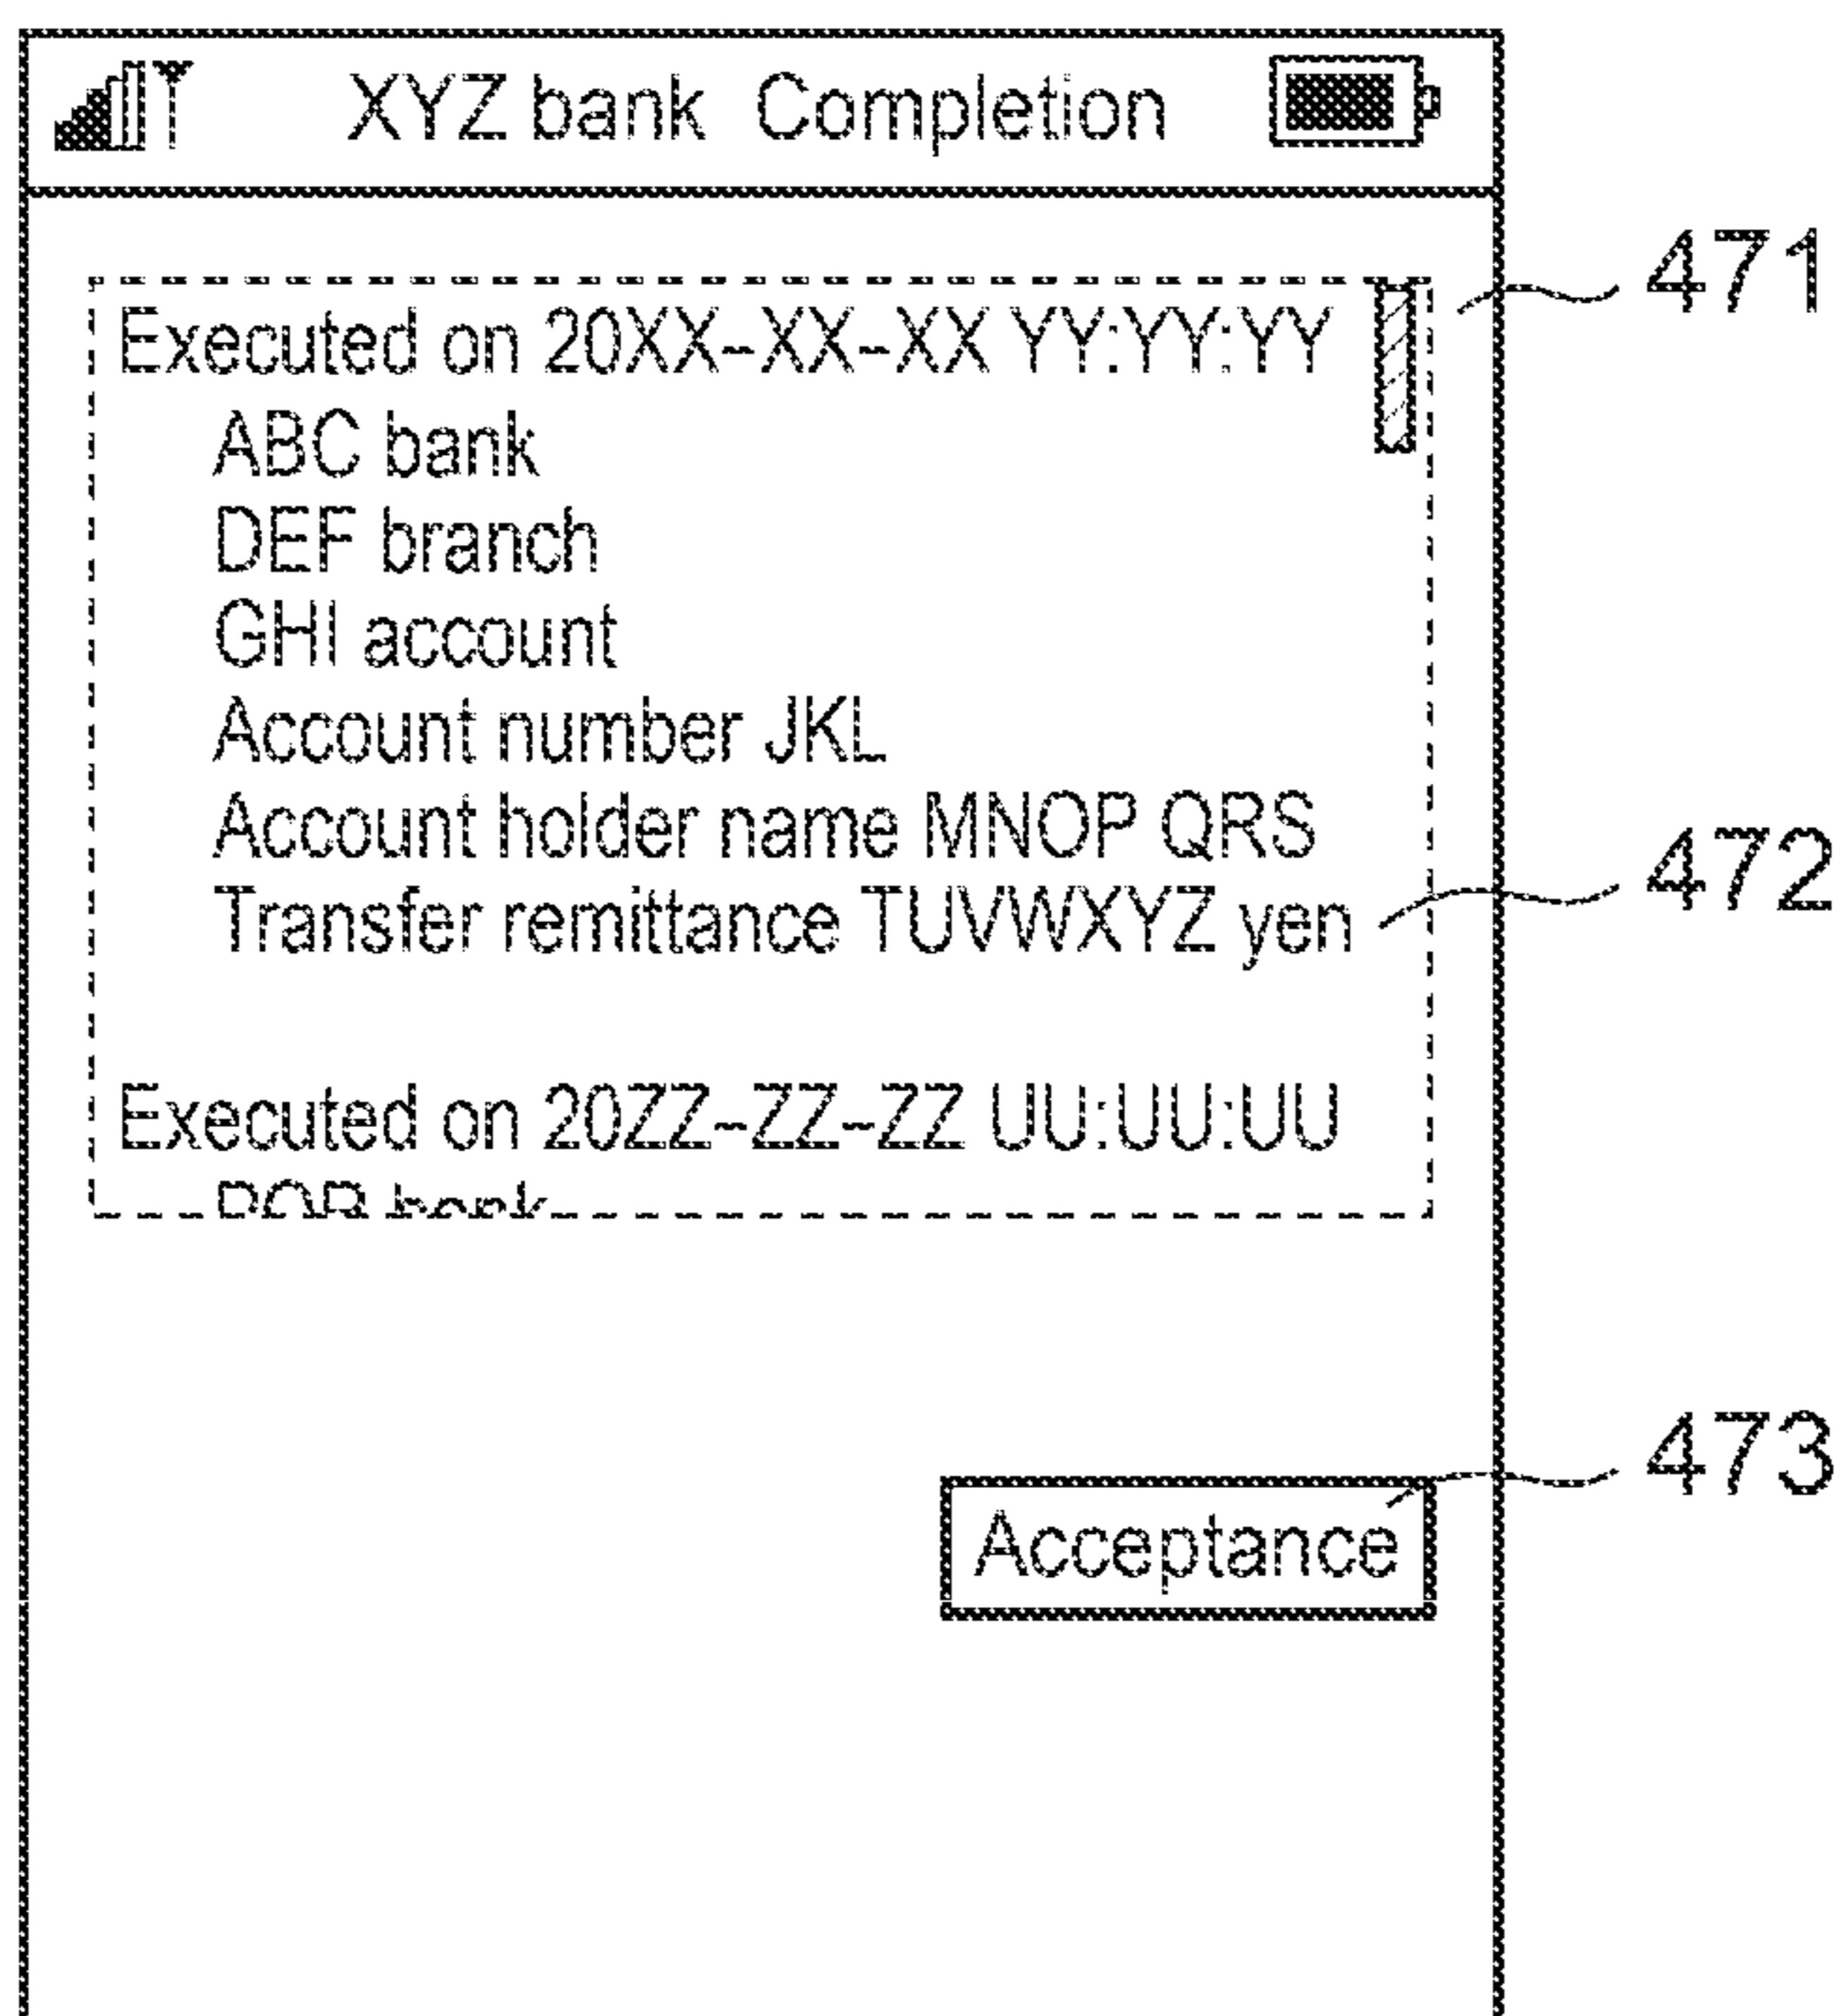 XYZ bank Completion
471
Executed on 20XX-XX-XX YY:YY:YY
ABC bank
DEF branch
GHI account
Account number JKL
Account holder name MNOP QRS
472
Transfer remittance TUVWXYZ yen
Executed on 20ZZ-ZZ-ZZ UU:UU:UU
bank
473
Acceptance